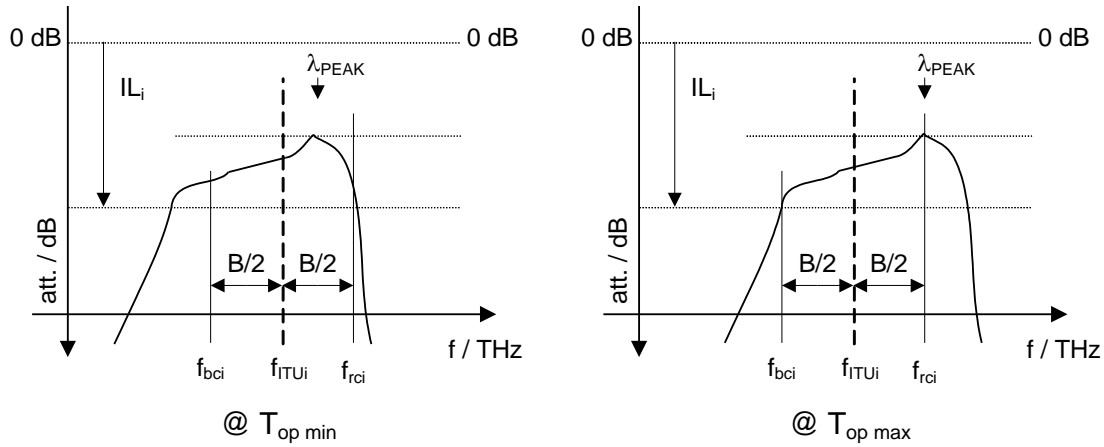 0 dB
0 dB
λPEAK
ILi
att. / dB
B/2
B/2
f / THz
fbci
fITUi
frci
@ Top min
0 dB
0 dB
λPEAK
ILi
att. / dB
B/2
B/2
f / THz
fbci
fITUi
frci
@ Top max